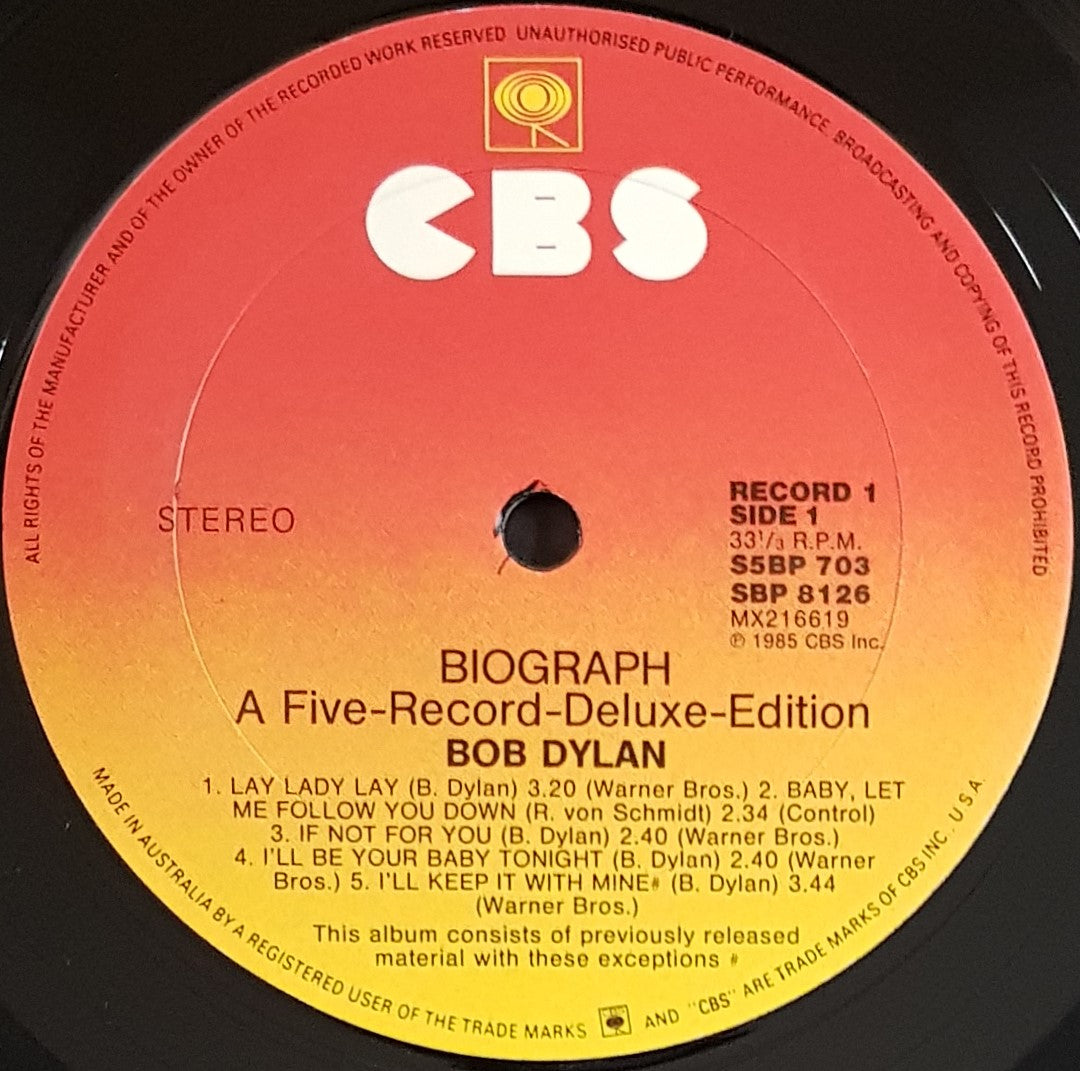 ALL RIGHTS OF THE MANUFACTURER AND OF THE OWNER OF THE RECORDED WORK RESERVED UNAUTHORISED PUBLIC PERFORMANCE, BROADCASTING AND COPYING OF THIS RECORD PROHIBITED
CBS
STEREO
RECORD 1
SIDE 1
33⅓ R.P.M.
S5BP 703
SBP 8126
MX216619
℗ 1985 CBS Inc.
BIOGRAPH
A Five-Record-Deluxe-Edition
BOB DYLAN
1. LAY LADY LAY (B. Dylan) 3.20 (Warner Bros.) 2. BABY, LET
ME FOLLOW YOU DOWN (R. von Schmidt) 2.34 (Control)
3. IF NOT FOR YOU (B. Dylan) 2.40 (Warner Bros.)
4. I'LL BE YOUR BABY TONIGHT (B. Dylan) 2.40 (Warner
Bros.) 5. I'LL KEEP IT WITH MINE# (B. Dylan) 3.44
(Warner Bros.)
This album consists of previously released
material with these exceptions #
MADE IN AUSTRALIA BY A REGISTERED USER OF THE TRADE MARKS AND "CBS" ARE TRADE MARKS OF CBS INC., U.S.A.